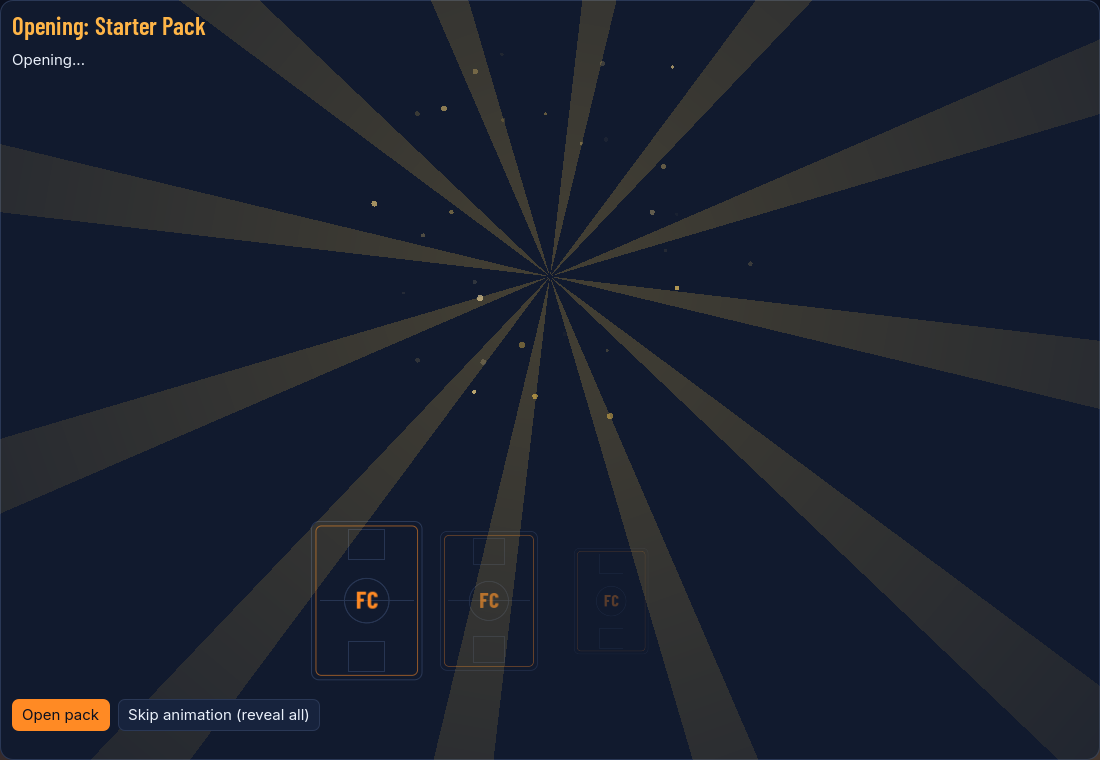 Opening: Starter Pack
Opening...
FC
FC
FC
Open pack
Skip animation (reveal all)